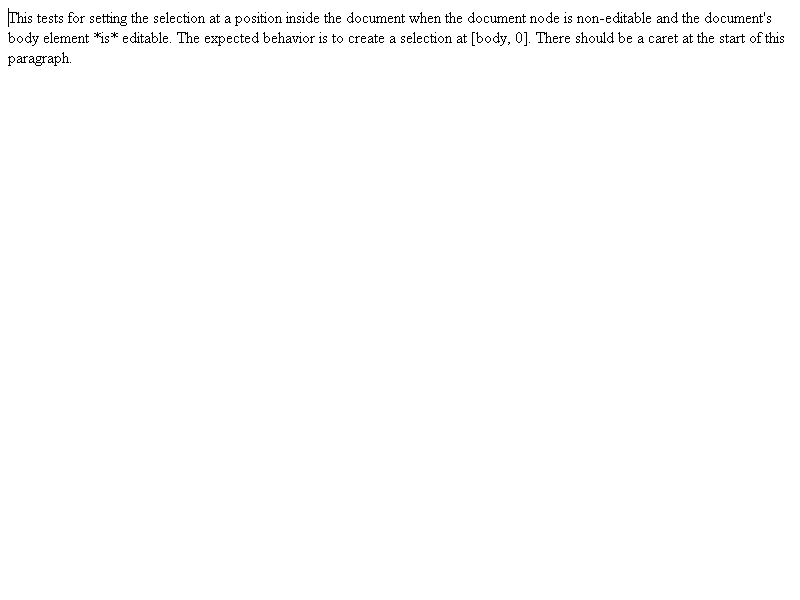 This tests for setting the selection at a position inside the document when the document node is non-editable and the document's
body element *is* editable. The expected behavior is to create a selection at [body, 0]. There should be a caret at the start of this
paragraph.